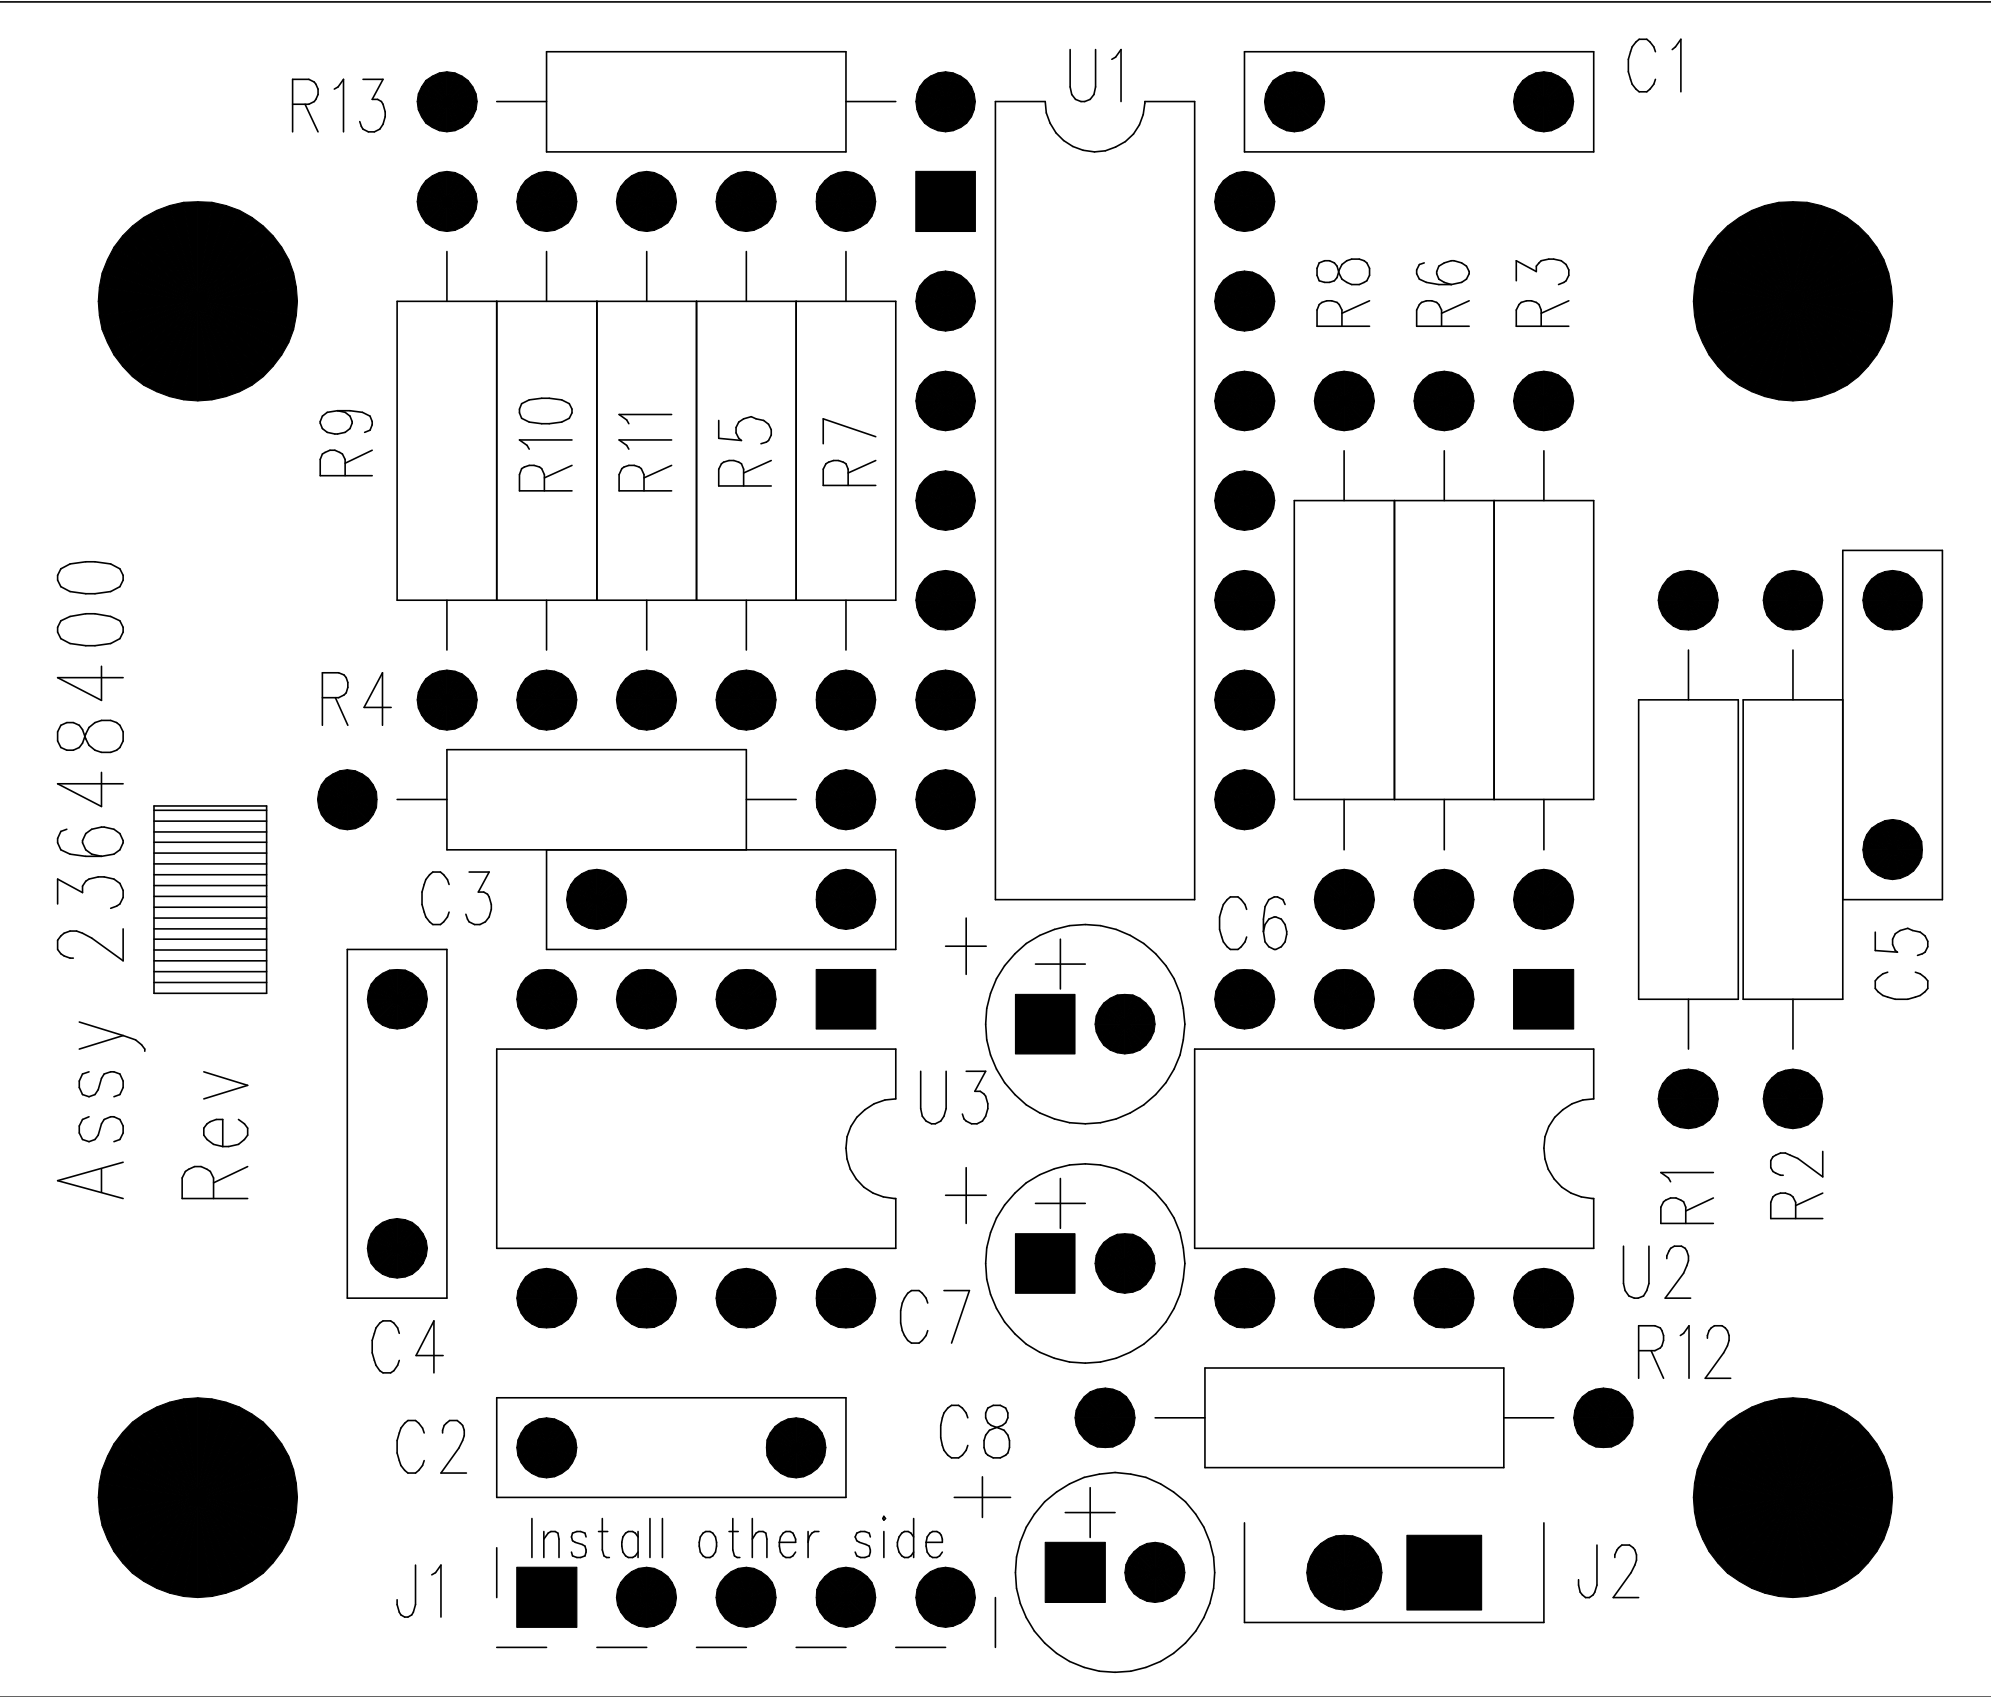 U1
C1
R13
R8
R6
R3
R9
R10
R11
R5
R7
R4
C3
C6
C5
Assy 23648400
Rev
U3
R1
R2
U2
C7
C4
R12
C2
C8
Install other side
J1
J2
+
+
+
+
+
+